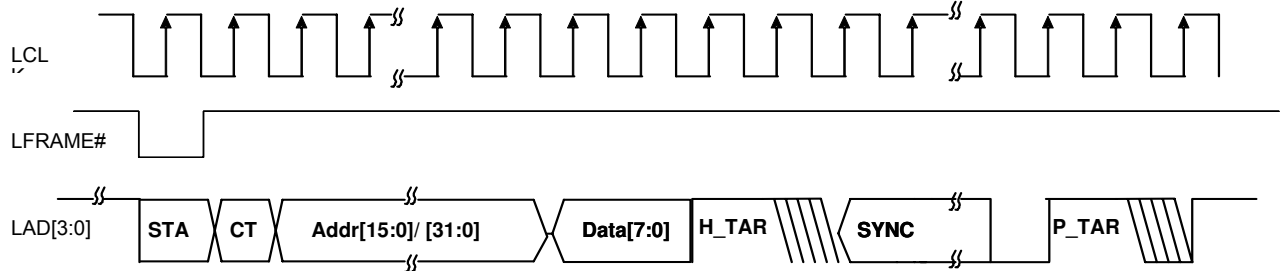 LCL
LFRAME#
LAD[3:0]
STA
CT
Addr[15:0]/ [31:0]
Data[7:0]
H_TAR
SYNC
P_TAR